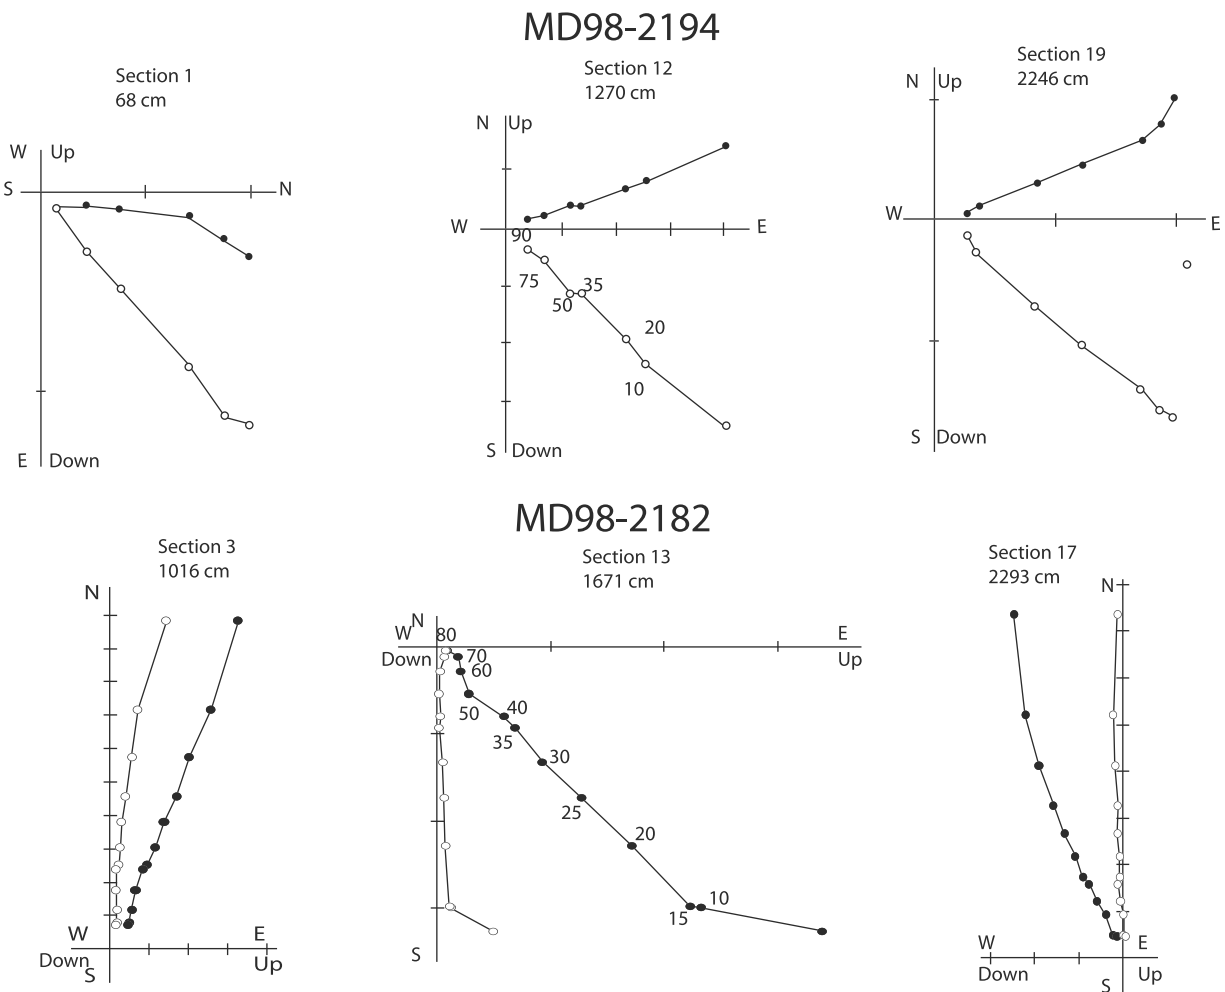 MD98-2194
Section 1
68 cm
W Up
S N
E Down
Section 12
1270 cm
N Up
W E
90
75
50
35
20
10
S Down
Section 19
2246 cm
N Up
W E
S Down
MD98-2182
Section 3
1016 cm
N
W E
Down Up
S
Section 13
1671 cm
N
W E
80
Down Up
70
60
50
40
35
30
25
20
15
10
S
Section 17
2293 cm
N
W E
Down Up
S